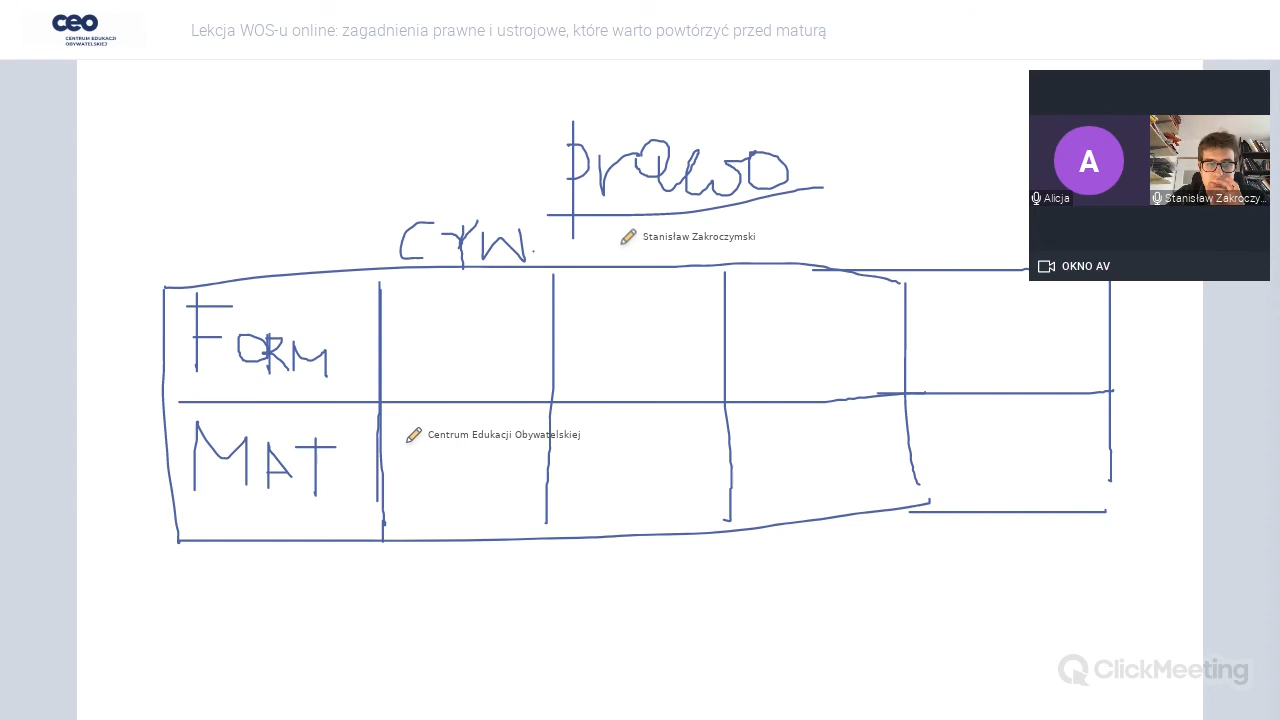 ceo
CENTRUM EDUKACJI
OBYWATELSKIEJ
Lekcja WOS-u online: zagadnienia prawne i ustrojowe, które warto powtórzyć przed maturą
prawo
A
Alicja
Stanisław Zakroczy...
CYW.
Stanisław Zakroczymski
OKNO AV
FORM
MAT
Centrum Edukacji Obywatelskiej
ClickMeeting